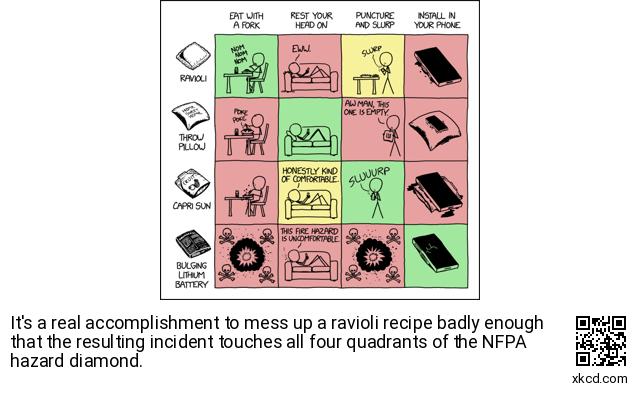 EAT WITH
A FORK
REST YOUR
HEAD ON
PUNCTURE
AND SLURP
INSTALL IN
YOUR PHONE
RAVIOLI
NOM
NOM
NOM
EWW.
SLURP
THROW
PILLOW
HOME
SWEET HOME
POKE
POKE
AW MAN, THIS
ONE IS EMPTY.
CAPRI SUN
HONESTLY KIND
OF COMFORTABLE.
SLUUURP
BULGING
LITHIUM
BATTERY
THIS FIRE HAZARD
IS UNCOMFORTABLE.
It's a real accomplishment to mess up a ravioli recipe badly enough
that the resulting incident touches all four quadrants of the NFPA
hazard diamond.
xkcd.com